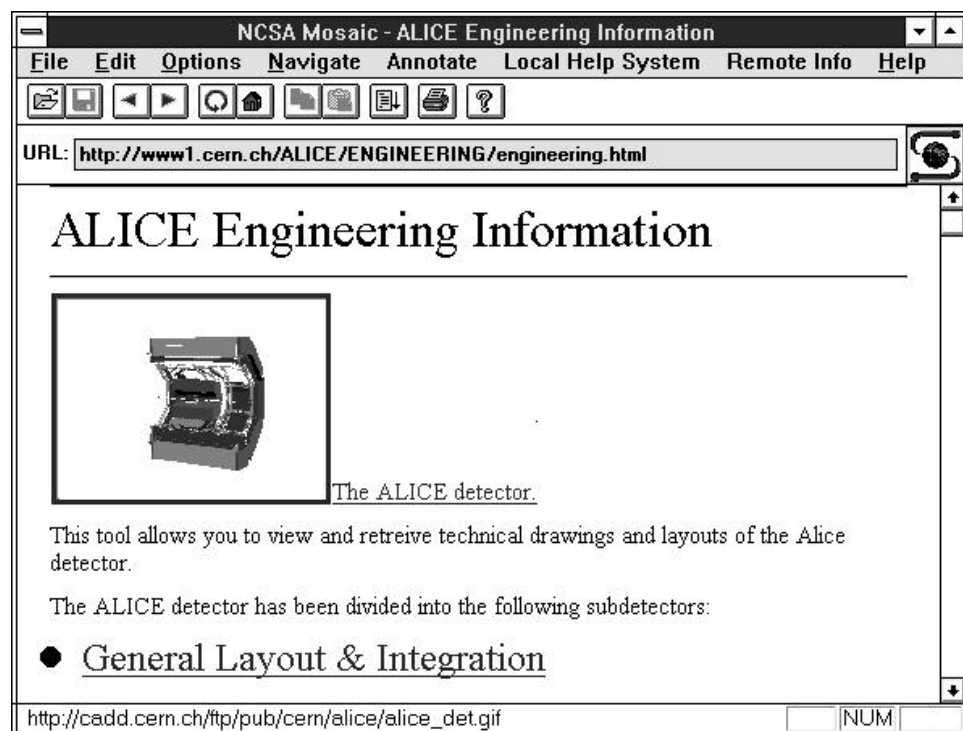 NCSA Mosaic - ALICE Engineering Information
File Edit Options Navigate Annotate Local Help System Remote Info Help
URL: http://www1.cern.ch/ALICE/ENGINEERING/engineering.html
ALICE Engineering Information
The ALICE detector.
This tool allows you to view and retreive technical drawings and layouts of the Alice
detector.
The ALICE detector has been divided into the following subdetectors:
General Layout & Integration
http://cadd.cern.ch/ftp/pub/cern/alice/alice_det.gif NUM